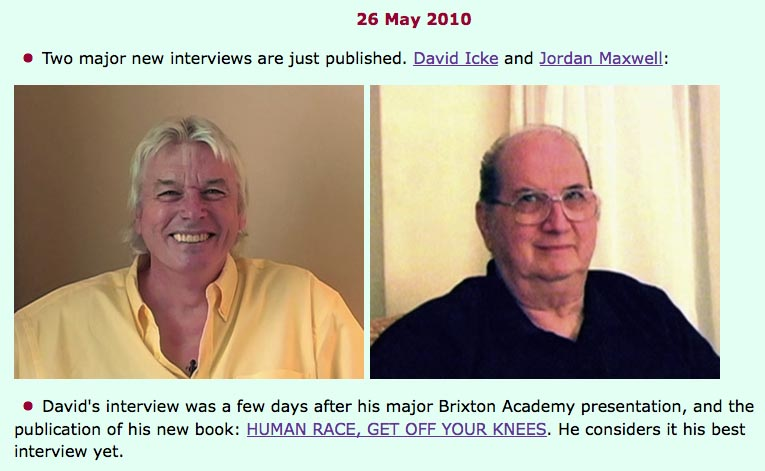 26 May 2010
Two major new interviews are just published. David Icke and Jordan Maxwell:
David's interview was a few days after his major Brixton Academy presentation, and the
publication of his new book: HUMAN RACE, GET OFF YOUR KNEES. He considers it his best
interview yet.